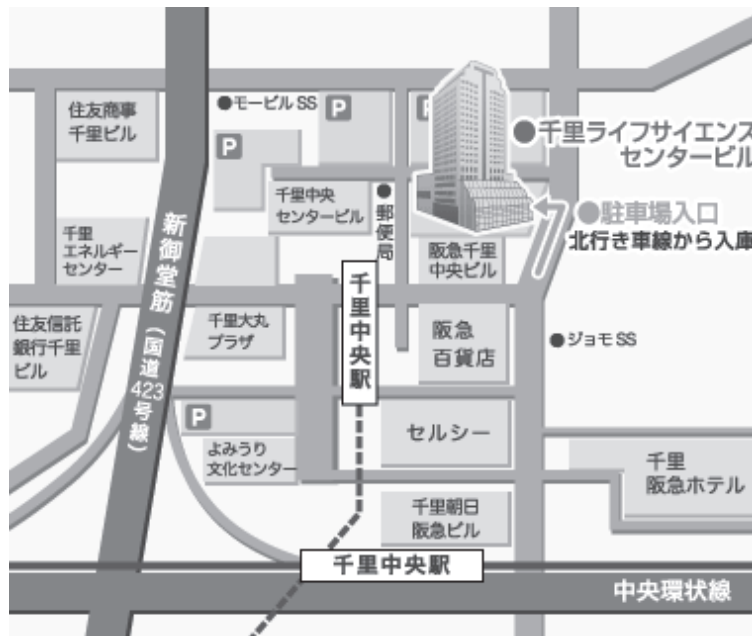 住友商事
千里ビル
●モービルSS
P
P
P
●千里ライフサイエンス
センタービル
千里中央
センタービル
●郵便局
●駐車場入口
北行き車線から入庫
千里
エネルギー
センター
新御堂筋（国道423号線）
阪急千里
中央ビル
千里中央駅
住友信託
銀行千里
ビル
千里大丸
プラザ
阪急
百貨店
●ジョモSS
P
セルシー
よみうり
文化センター
千里
阪急ホテル
千里朝日
阪急ビル
千里中央駅
中央環状線